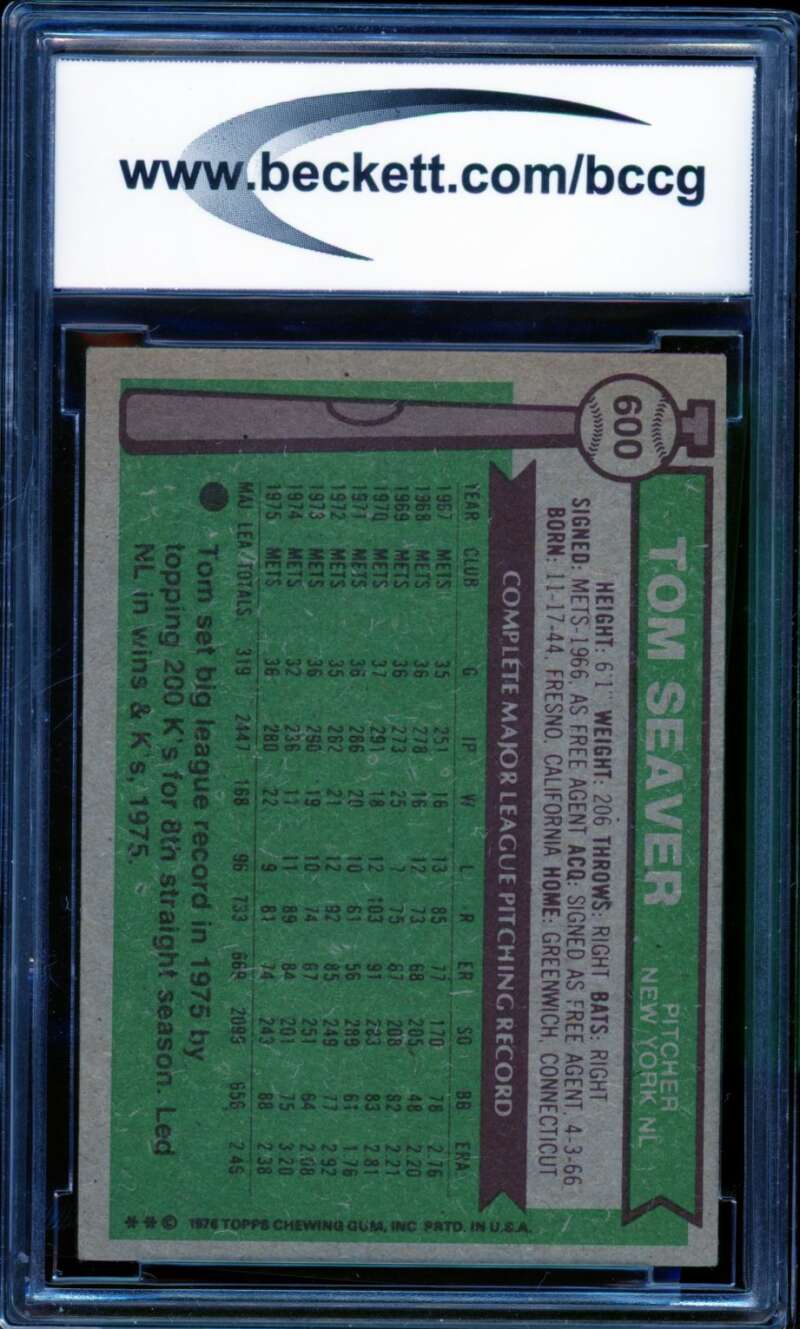 www.beckett.com/bccg
600
TOM SEAVER
PITCHER
NEW YORK NL
HEIGHT: 6'1" WEIGHT: 206 THROWS: RIGHT BATS: RIGHT
SIGNED: METS-1966, AS FREE AGENT ACQ: SIGNED AS FREE AGENT, 4-3-66
BORN: 11-17-44, FRESNO, CALIFORNIA HOME: GREENWICH, CONNECTICUT
COMPLETE MAJOR LEAGUE PITCHING RECORD
YEAR CLUB G IP W L R ER SO BB ERA
1967 METS 35 251 16 13 85 77 170 78 2.76
1968 METS 36 278 16 12 73 68 205 48 2.20
1969 METS 36 273 25 7 75 67 208 82 2.21
1970 METS 37 291 18 12 103 91 283 83 2.81
1971 METS 36 286 20 10 61 56 289 61 1.76
1972 METS 35 262 21 12 92 85 249 77 2.92
1973 METS 36 290 19 10 74 67 251 64 2.08
1974 METS 32 236 11 11 89 84 201 75 3.20
1975 METS 36 280 22 9 81 74 243 88 2.38
MAJ. LEA. TOTALS 319 2447 168 96 733 669 2099 656 2.46
Tom set big league record in 1975 by
topping 200 K's for 8th straight season. Led
NL in wins & K's, 1975.
** © 1976 TOPPS CHEWING GUM, INC. PRTD. IN U.S.A.